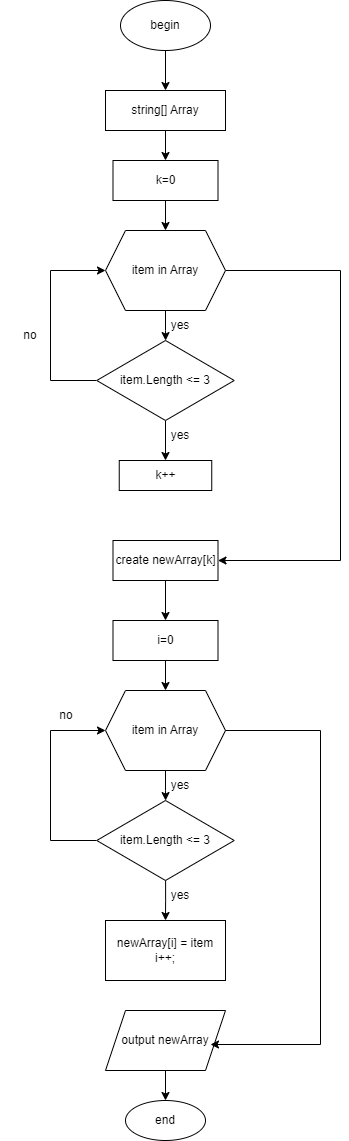 begin
string[] Array
k=0
item in Array
yes
no
item.Length <= 3
yes
k++
create newArray[k]
i=0
no
item in Array
yes
item.Length <= 3
yes
newArray[i] = item
i++;
output newArray
end